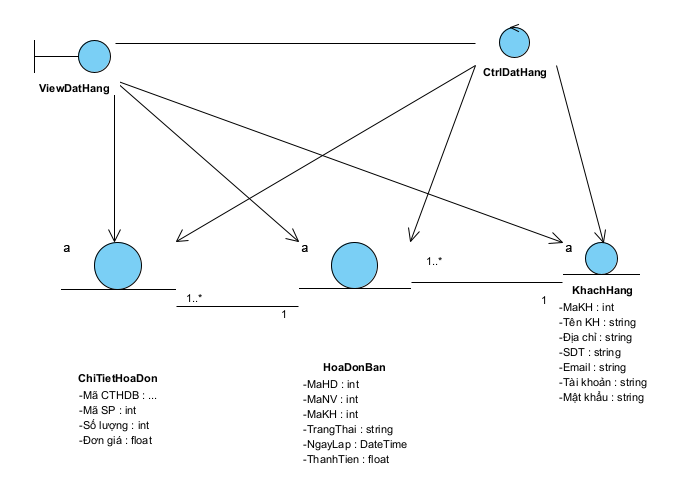 ViewDatHang
CtrlDatHang
a
a
a
1..*
1
1..*
1
KhachHang
-MaKH : int
-Tên KH : string
-Địa chỉ : string
-SDT : string
-Email : string
-Tài khoản : string
-Mật khẩu : string
ChiTietHoaDon
-Mã CTHDB : ...
-Mã SP : int
-Số lượng : int
-Đơn giá : float
HoaDonBan
-MaHD : int
-MaNV : int
-MaKH : int
-TrangThai : string
-NgayLap : DateTime
-ThanhTien : float